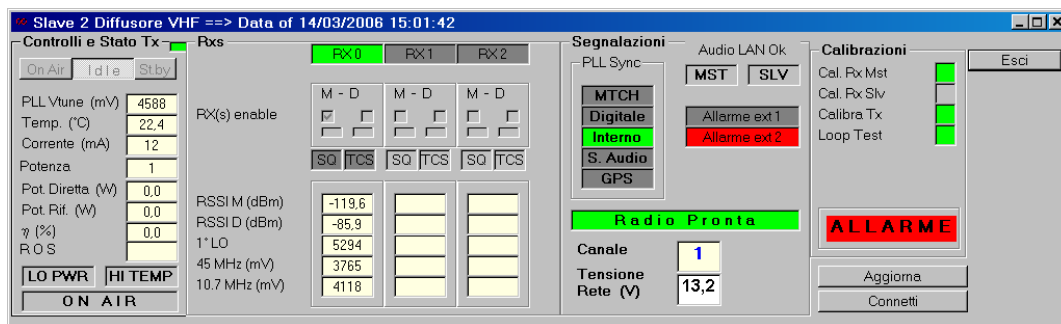 Slave 2 Diffusore VHF ==> Data of 14/03/2006 15:01:42
Controlli e Stato Tx
On Air Idle St.by
PLL Vtune (mV) 4588
Temp. (°C) 22,4
Corrente (mA) 12
Potenza 1
Pot. Diretta (W) 0,0
Pot. Rif. (W) 0,0
η (%) 0,0
R O S
LO PWR HI TEMP
ON AIR
Rxs
RX 0 RX 1 RX 2
M - D M - D M - D
RX(s) enable
SQ TCS SQ TCS SQ TCS
RSSI M (dBm) -119,6
RSSI D (dBm) -85,9
1° LO 5294
45 MHz (mV) 3765
10.7 MHz (mV) 4118
Segnalazioni
PLL Sync
MTCH
Digitale
Interno
S. Audio
GPS
Audio LAN Ok
MST SLV
Allarme ext 1
Allarme ext 2
Radio Pronta
Canale 1
Tensione
Rete (V) 13,2
Calibrazioni
Cal. Rx Mst
Cal. Rx Slv
Calibra Tx
Loop Test
ALLARME
Aggiorna
Connetti
Esci